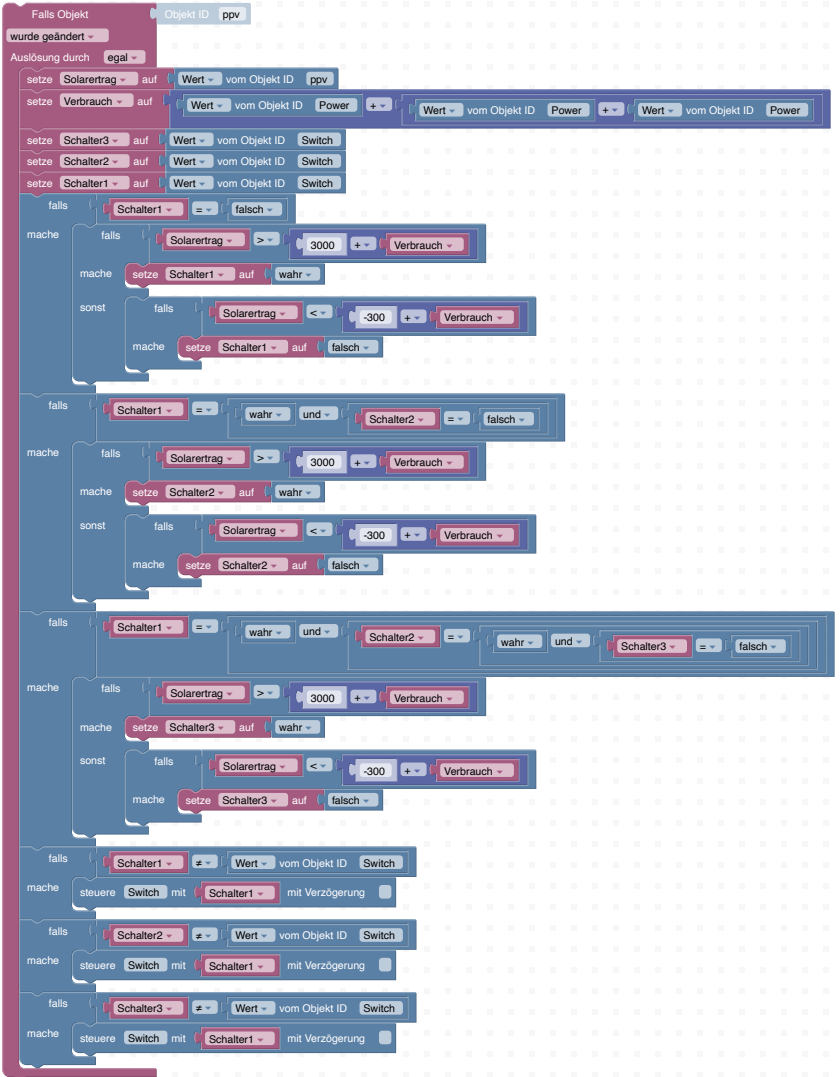 Falls Objekt Objekt ID ppv
wurde geändert
Auslösung durch egal
setze Solarertrag auf Wert vom Objekt ID ppv
setze Verbrauch auf Wert vom Objekt ID Power + Wert vom Objekt ID Power + Wert vom Objekt ID Power
setze Schalter3 auf Wert vom Objekt ID Switch
setze Schalter2 auf Wert vom Objekt ID Switch
setze Schalter1 auf Wert vom Objekt ID Switch
falls Schalter1 = falsch
mache falls Solarertrag > 3000 + Verbrauch
mache setze Schalter1 auf wahr
sonst falls Solarertrag < -300 + Verbrauch
mache setze Schalter1 auf falsch
falls Schalter1 = wahr und Schalter2 = falsch
mache falls Solarertrag > 3000 + Verbrauch
mache setze Schalter2 auf wahr
sonst falls Solarertrag < -300 + Verbrauch
mache setze Schalter2 auf falsch
falls Schalter1 = wahr und Schalter2 = wahr und Schalter3 = falsch
mache falls Solarertrag > 3000 + Verbrauch
mache setze Schalter3 auf wahr
sonst falls Solarertrag < -300 + Verbrauch
mache setze Schalter3 auf falsch
falls Schalter1 ≠ Wert vom Objekt ID Switch
mache steuere Switch mit Schalter1 mit Verzögerung
falls Schalter2 ≠ Wert vom Objekt ID Switch
mache steuere Switch mit Schalter1 mit Verzögerung
falls Schalter3 ≠ Wert vom Objekt ID Switch
mache steuere Switch mit Schalter1 mit Verzögerung